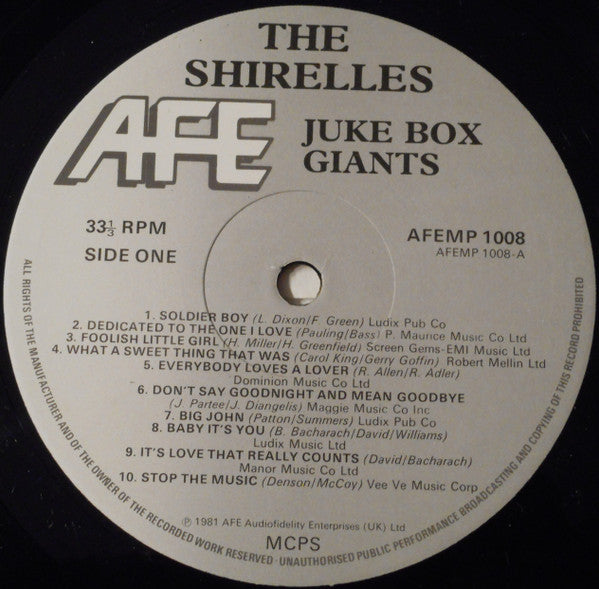 THE
SHIRELLES
AFE
JUKE BOX
GIANTS
33⅓ RPM
SIDE ONE
AFEMP 1008
AFEMP 1008-A
1. SOLDIER BOY (L. Dixon/F. Green) Ludix Pub Co
2. DEDICATED TO THE ONE I LOVE (Pauling/Bass) P. Maurice Music Co Ltd
3. FOOLISH LITTLE GIRL (H. Miller/H. Greenfield) Screen Gems-EMI Music Ltd
4. WHAT A SWEET THING THAT WAS (Carol King/Gerry Goffin) Robert Mellin Ltd
5. EVERYBODY LOVES A LOVER (R. Allen/R. Adler)
Dominion Music Co Ltd
6. DON'T SAY GOODNIGHT AND MEAN GOODBYE
(J. Partee/J. Diangelis) Maggie Music Co Inc
7. BIG JOHN (Patton/Summers) Ludix Pub Co
8. BABY IT'S YOU (B. Bacharach/David/Williams)
Ludix Music Ltd
9. IT'S LOVE THAT REALLY COUNTS (David/Bacharach)
Manor Music Co Ltd
10. STOP THE MUSIC (Denson/McCoy) Vee Ve Music Corp
℗ 1981 AFE Audiofidelity Enterprises (UK) Ltd
MCPS
ALL RIGHTS OF THE MANUFACTURER AND OF THE OWNER OF THE RECORDED WORK RESERVED · UNAUTHORISED PUBLIC PERFORMANCE BROADCASTING AND COPYING OF THIS RECORD PROHIBITED